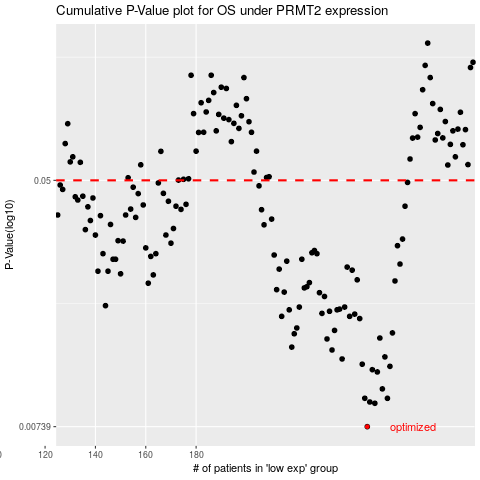 Cumulative P-Value plot for OS under PRMT2 expression
P-Value(log10)
0.05
0.00739
optimized
0 120 140 160 180
# of patients in 'low exp' group